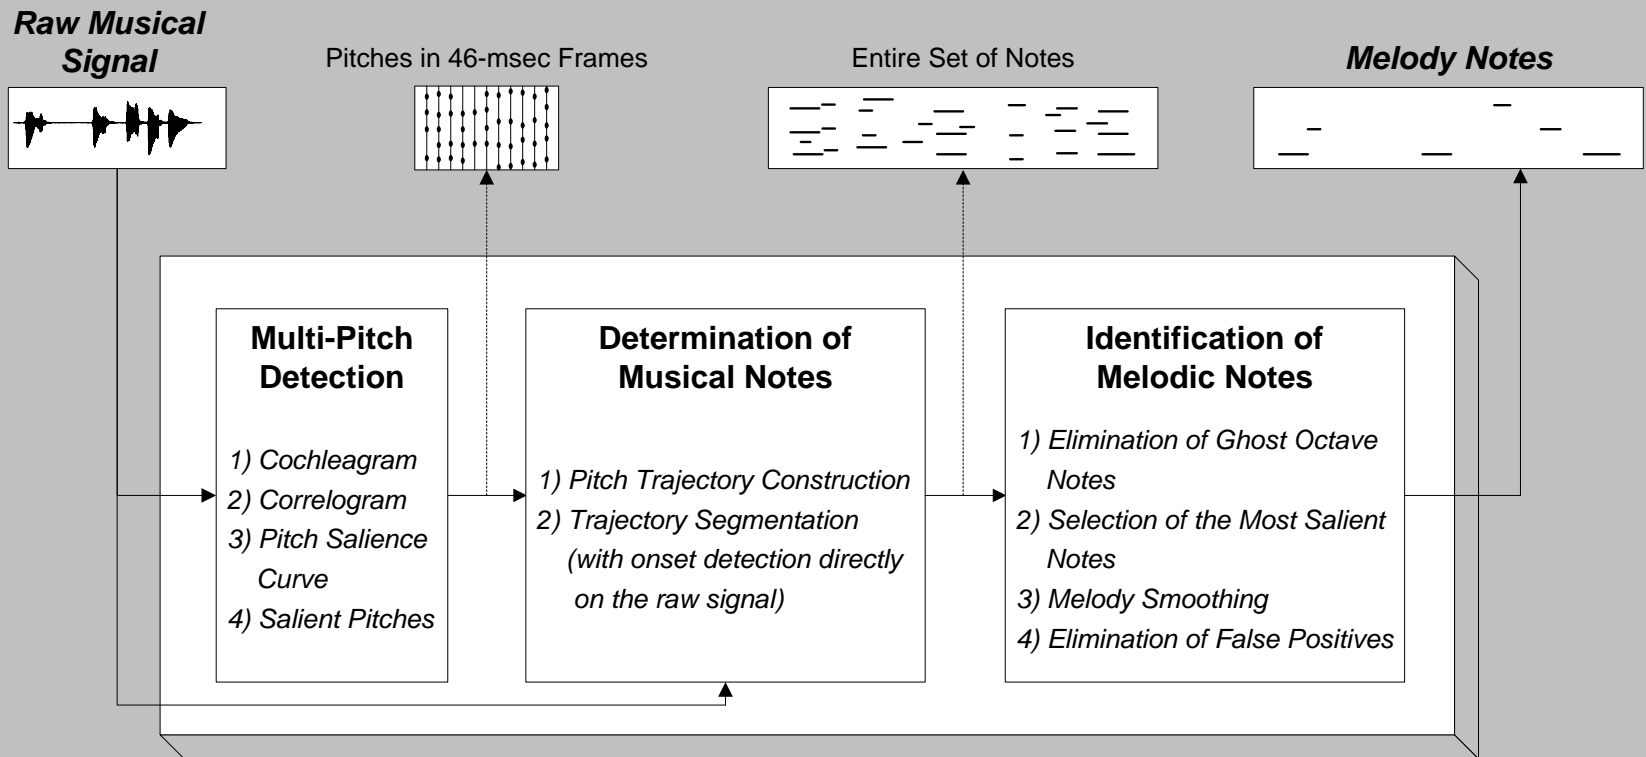 Raw Musical
Signal
Pitches in 46-msec Frames
Entire Set of Notes
Melody Notes
Multi-Pitch
Detection
1) Cochleagram
2) Correlogram
3) Pitch Salience
Curve
4) Salient Pitches
Determination of
Musical Notes
1) Pitch Trajectory Construction
2) Trajectory Segmentation
(with onset detection directly
on the raw signal)
Identification of
Melodic Notes
1) Elimination of Ghost Octave
Notes
2) Selection of the Most Salient
Notes
3) Melody Smoothing
4) Elimination of False Positives